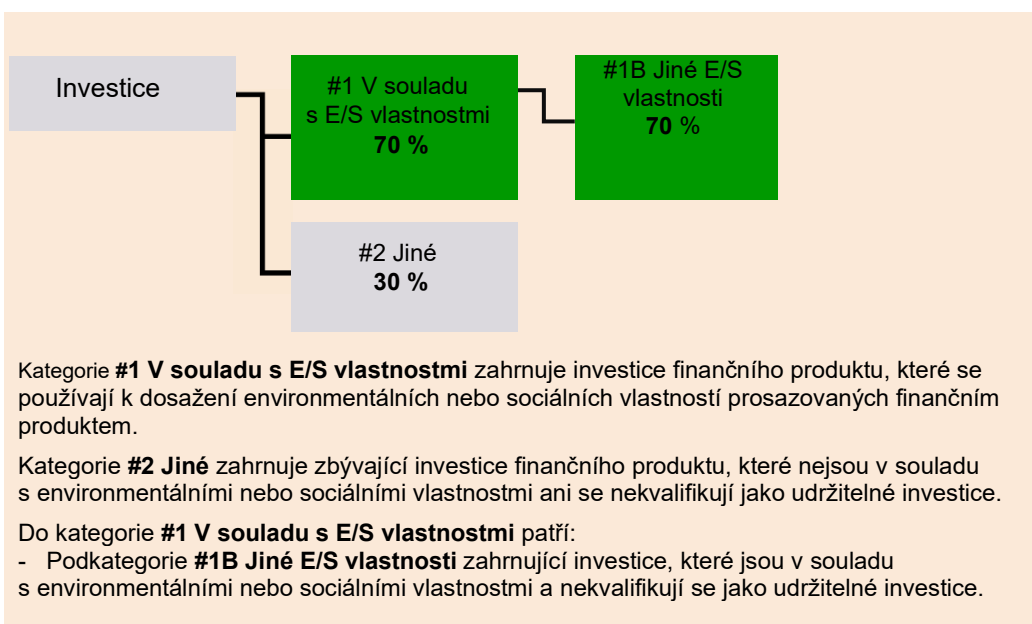 Investice
#1 V souladu
s E/S vlastnostmi
70 %
#1B Jiné E/S
vlastnosti
70 %
#2 Jiné
30 %
Kategorie #1 V souladu s E/S vlastnostmi zahrnuje investice finančního produktu, které se
používají k dosažení environmentálních nebo sociálních vlastností prosazovaných finančním
produktem.
Kategorie #2 Jiné zahrnuje zbývající investice finančního produktu, které nejsou v souladu
s environmentálními nebo sociálními vlastnostmi ani se nekvalifikují jako udržitelné investice.
Do kategorie #1 V souladu s E/S vlastnostmi patří:
- Podkategorie #1B Jiné E/S vlastnosti zahrnující investice, které jsou v souladu
s environmentálními nebo sociálními vlastnostmi a nekvalifikují se jako udržitelné investice.